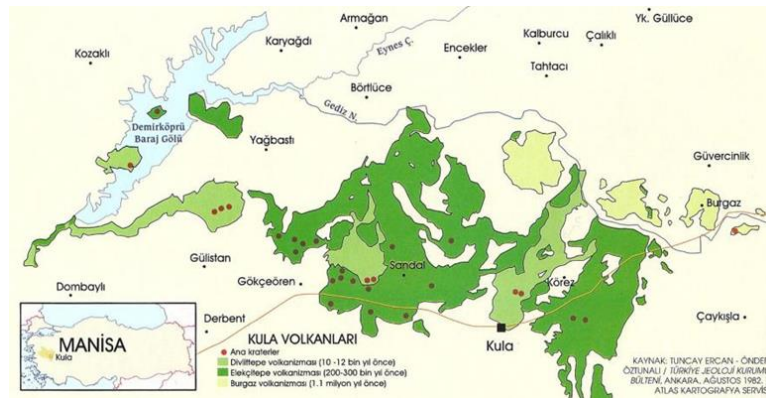 Armağan
Yk. Güllüce
Kozaklı
Karyağdı
Kalburcu
Çalıklı
Encekler
Eynes Ç.
Tahtacı
Börtlüce
Gediz N.
Demirköprü
Baraj Gölü
Yağbastı
Güvercinlik
Burgaz
Gülistan
Sandal
Gökçeören
Körez
Dombaylı
Derbent
Kula
Çaykışla
MANİSA
Kula
KULA VOLKANLARI
Ana kraterler
Divlittepe volkanizması (10 -12 bin yıl önce)
Elekçitepe volkanizması (200-300 bin yıl önce)
Burgaz volkanizması (1.1 milyon yıl önce)
KAYNAK: TUNCAY ERCAN - ÖNDER
ÖZTUNALI / TÜRKİYE JEOLOJİ KURUMU
BÜLTENİ, ANKARA, AĞUSTOS 1982,
ATLAS KARTOGRAFYA SERVİS